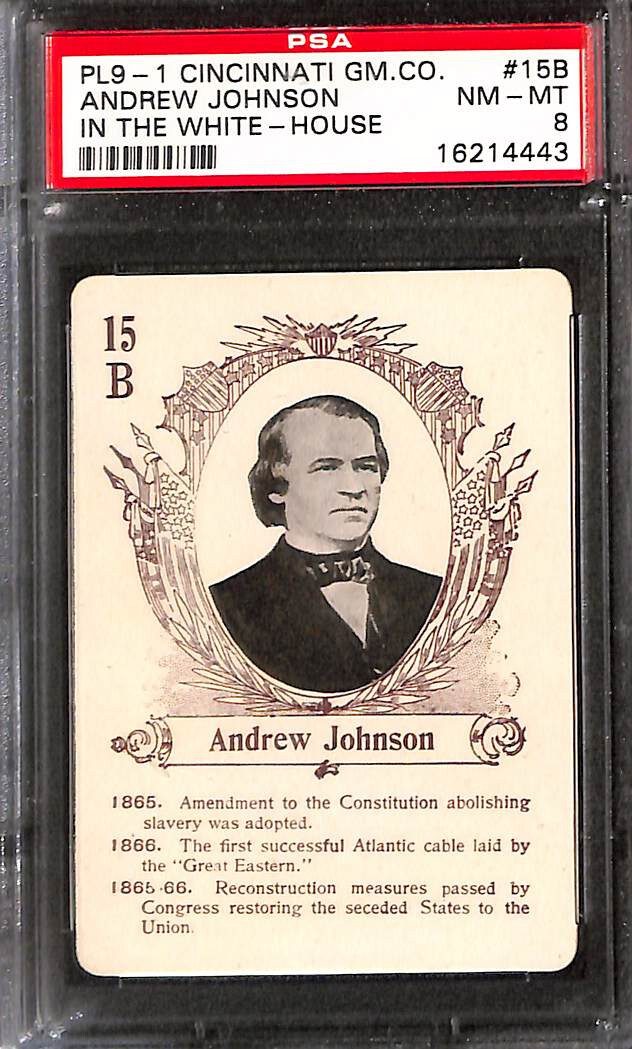 PSA
PL9-1 CINCINNATI GM.CO. #15B
ANDREW JOHNSON NM-MT
IN THE WHITE-HOUSE 8
16214443
15
B
Andrew Johnson
1865. Amendment to the Constitution abolishing
slavery was adopted.
1866. The first successful Atlantic cable laid by
the "Great Eastern."
1865-66. Reconstruction measures passed by
Congress restoring the seceded States to the
Union.